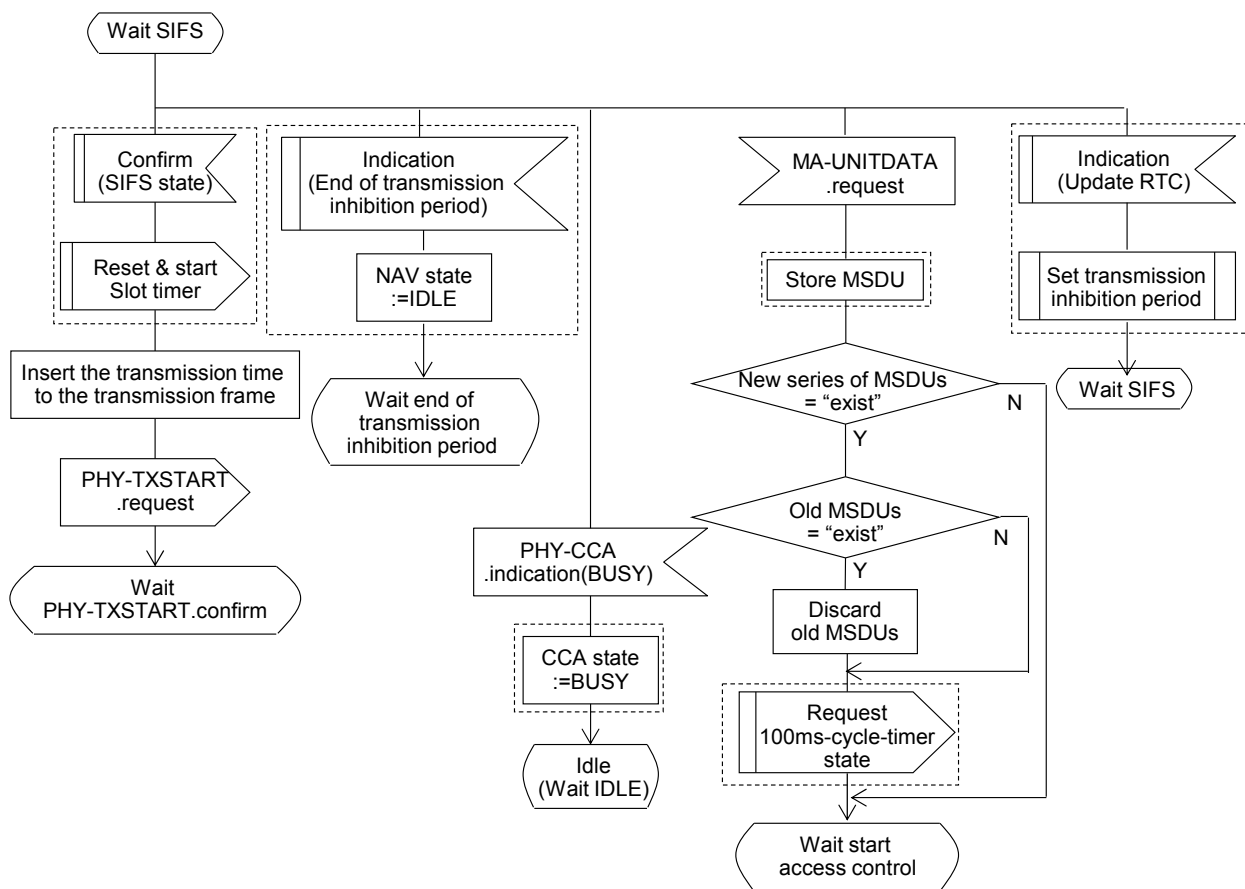 Wait SIFS
Confirm
(SIFS state)
Reset & start
Slot timer
Insert the transmission time
to the transmission frame
PHY-TXSTART
.request
Wait
PHY-TXSTART.confirm
Indication
(End of transmission
inhibition period)
NAV state
:=IDLE
Wait end of
transmission
inhibition period
PHY-CCA
.indication(BUSY)
CCA state
:=BUSY
Idle
(Wait IDLE)
MA-UNITDATA
.request
Store MSDU
New series of MSDUs
= “exist”
N
Y
Old MSDUs
= “exist”
N
Y
Discard
old MSDUs
Request
100ms-cycle-timer
state
Wait start
access control
Indication
(Update RTC)
Set transmission
inhibition period
Wait SIFS